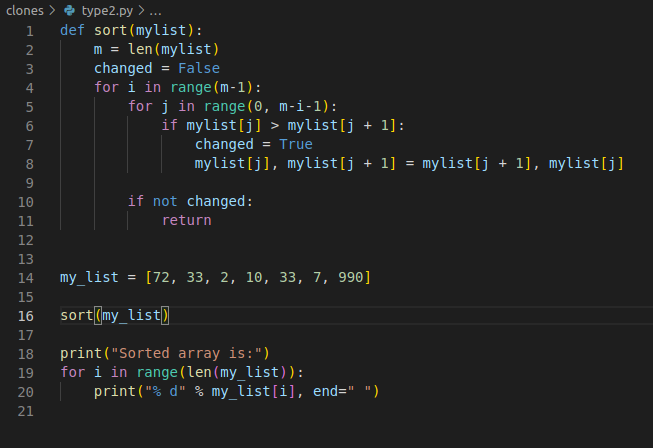 clones > type2.py > ...
1 def sort(mylist):
2     m = len(mylist)
3     changed = False
4     for i in range(m-1):
5         for j in range(0, m-i-1):
6             if mylist[j] > mylist[j + 1]:
7                 changed = True
8                 mylist[j], mylist[j + 1] = mylist[j + 1], mylist[j]
9
10         if not changed:
11             return
12
13
14 my_list = [72, 33, 2, 10, 33, 7, 990]
15
16 sort(my_list)
17
18 print("Sorted array is:")
19 for i in range(len(my_list)):
20     print("% d" % my_list[i], end=" ")
21